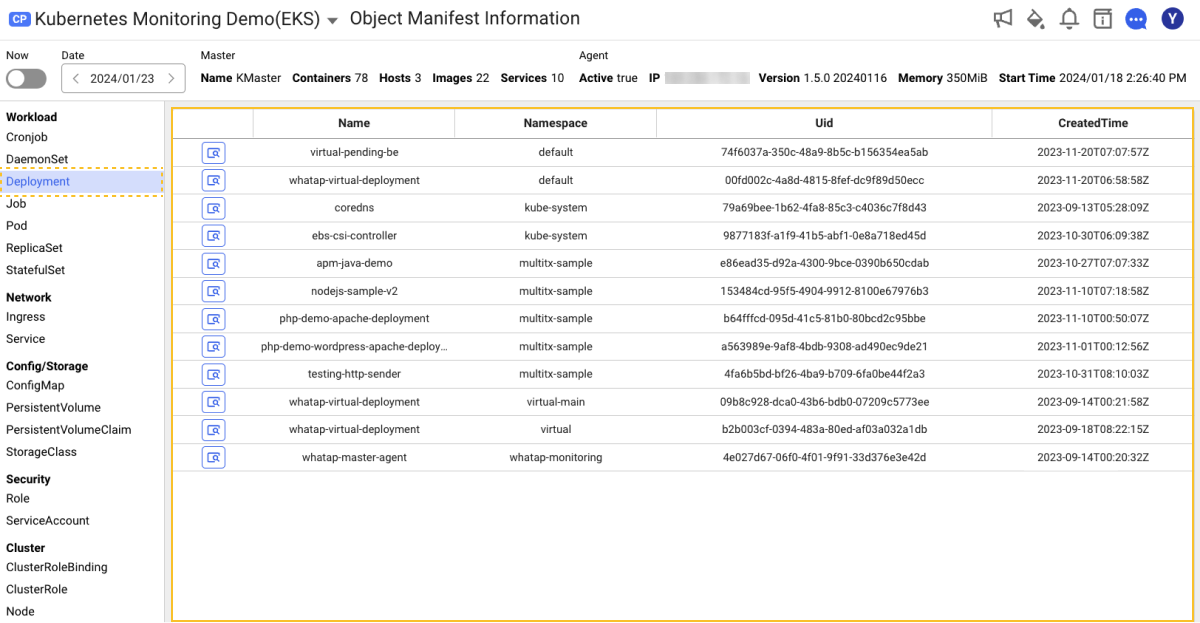 CP Kubernetes Monitoring Demo(EKS) Object Manifest Information
Y
Now Date Master Agent
2024/01/23 Name KMaster Containers 78 Hosts 3 Images 22 Services 10 Active true IP Version 1.5.0 20240116 Memory 350MiB Start Time 2024/01/18 2:26:40 PM
Workload
Cronjob
DaemonSet
Deployment
Job
Pod
ReplicaSet
StatefulSet
Network
Ingress
Service
Config/Storage
ConfigMap
PersistentVolume
PersistentVolumeClaim
StorageClass
Security
Role
ServiceAccount
Cluster
ClusterRoleBinding
ClusterRole
Node
Name Namespace Uid CreatedTime
virtual-pending-be default 74f6037a-350c-48a9-8b5c-b156354ea5ab 2023-11-20T07:07:57Z
whatap-virtual-deployment default 00fd002c-4a8d-4815-8fef-dc9f89d50ecc 2023-11-20T06:58:58Z
coredns kube-system 79a69bee-1b62-4fa8-85c3-c4036c7f8d43 2023-09-13T05:28:09Z
ebs-csi-controller kube-system 9877183f-a1f9-41b5-abf1-0e8a718ed45d 2023-10-30T06:09:38Z
apm-java-demo multitx-sample e86ead35-d92a-4300-9bce-0390b650cdab 2023-10-27T07:07:33Z
nodejs-sample-v2 multitx-sample 153484cd-95f5-4904-9912-8100e67976b3 2023-11-10T07:18:58Z
php-demo-apache-deployment multitx-sample b64fffcd-095d-41c5-81b0-80bcd2c95bbe 2023-11-10T00:50:07Z
php-demo-wordpress-apache-deploy... multitx-sample a563989e-9af8-4bdb-9308-ad490ec9de21 2023-11-01T00:12:56Z
testing-http-sender multitx-sample 4fa6b5bd-bf26-4ba9-b709-6fa0be44f2a3 2023-10-31T08:10:03Z
whatap-virtual-deployment virtual-main 09b8c928-dca0-43b6-bdb0-07209c5773ee 2023-09-14T00:21:58Z
whatap-virtual-deployment virtual b2b003cf-0394-483a-80ed-af03a032a1db 2023-09-18T08:22:15Z
whatap-master-agent whatap-monitoring 4e027d67-06f0-4f01-9f91-33d376e3e42d 2023-09-14T00:20:32Z